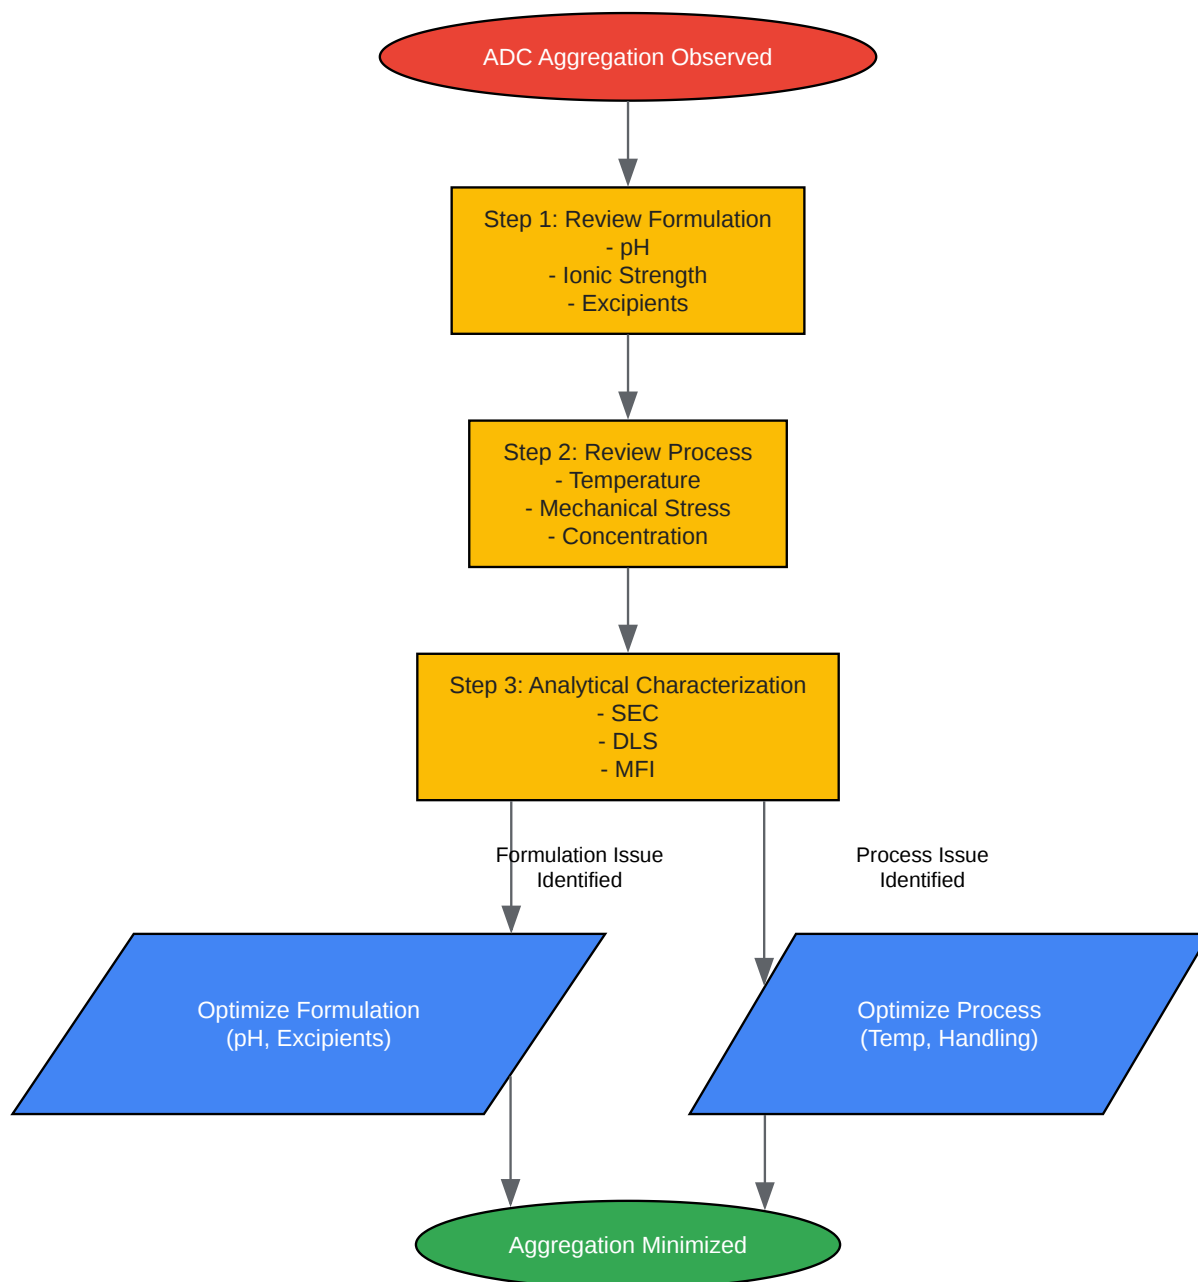 ADC Aggregation Observed
Step 1: Review Formulation
- pH
- Ionic Strength
- Excipients
Step 2: Review Process
- Temperature
- Mechanical Stress
- Concentration
Step 3: Analytical Characterization
- SEC
- DLS
- MFI
Formulation Issue
Identified
Process Issue
Identified
Optimize Formulation
(pH, Excipients)
Optimize Process
(Temp, Handling)
Aggregation Minimized